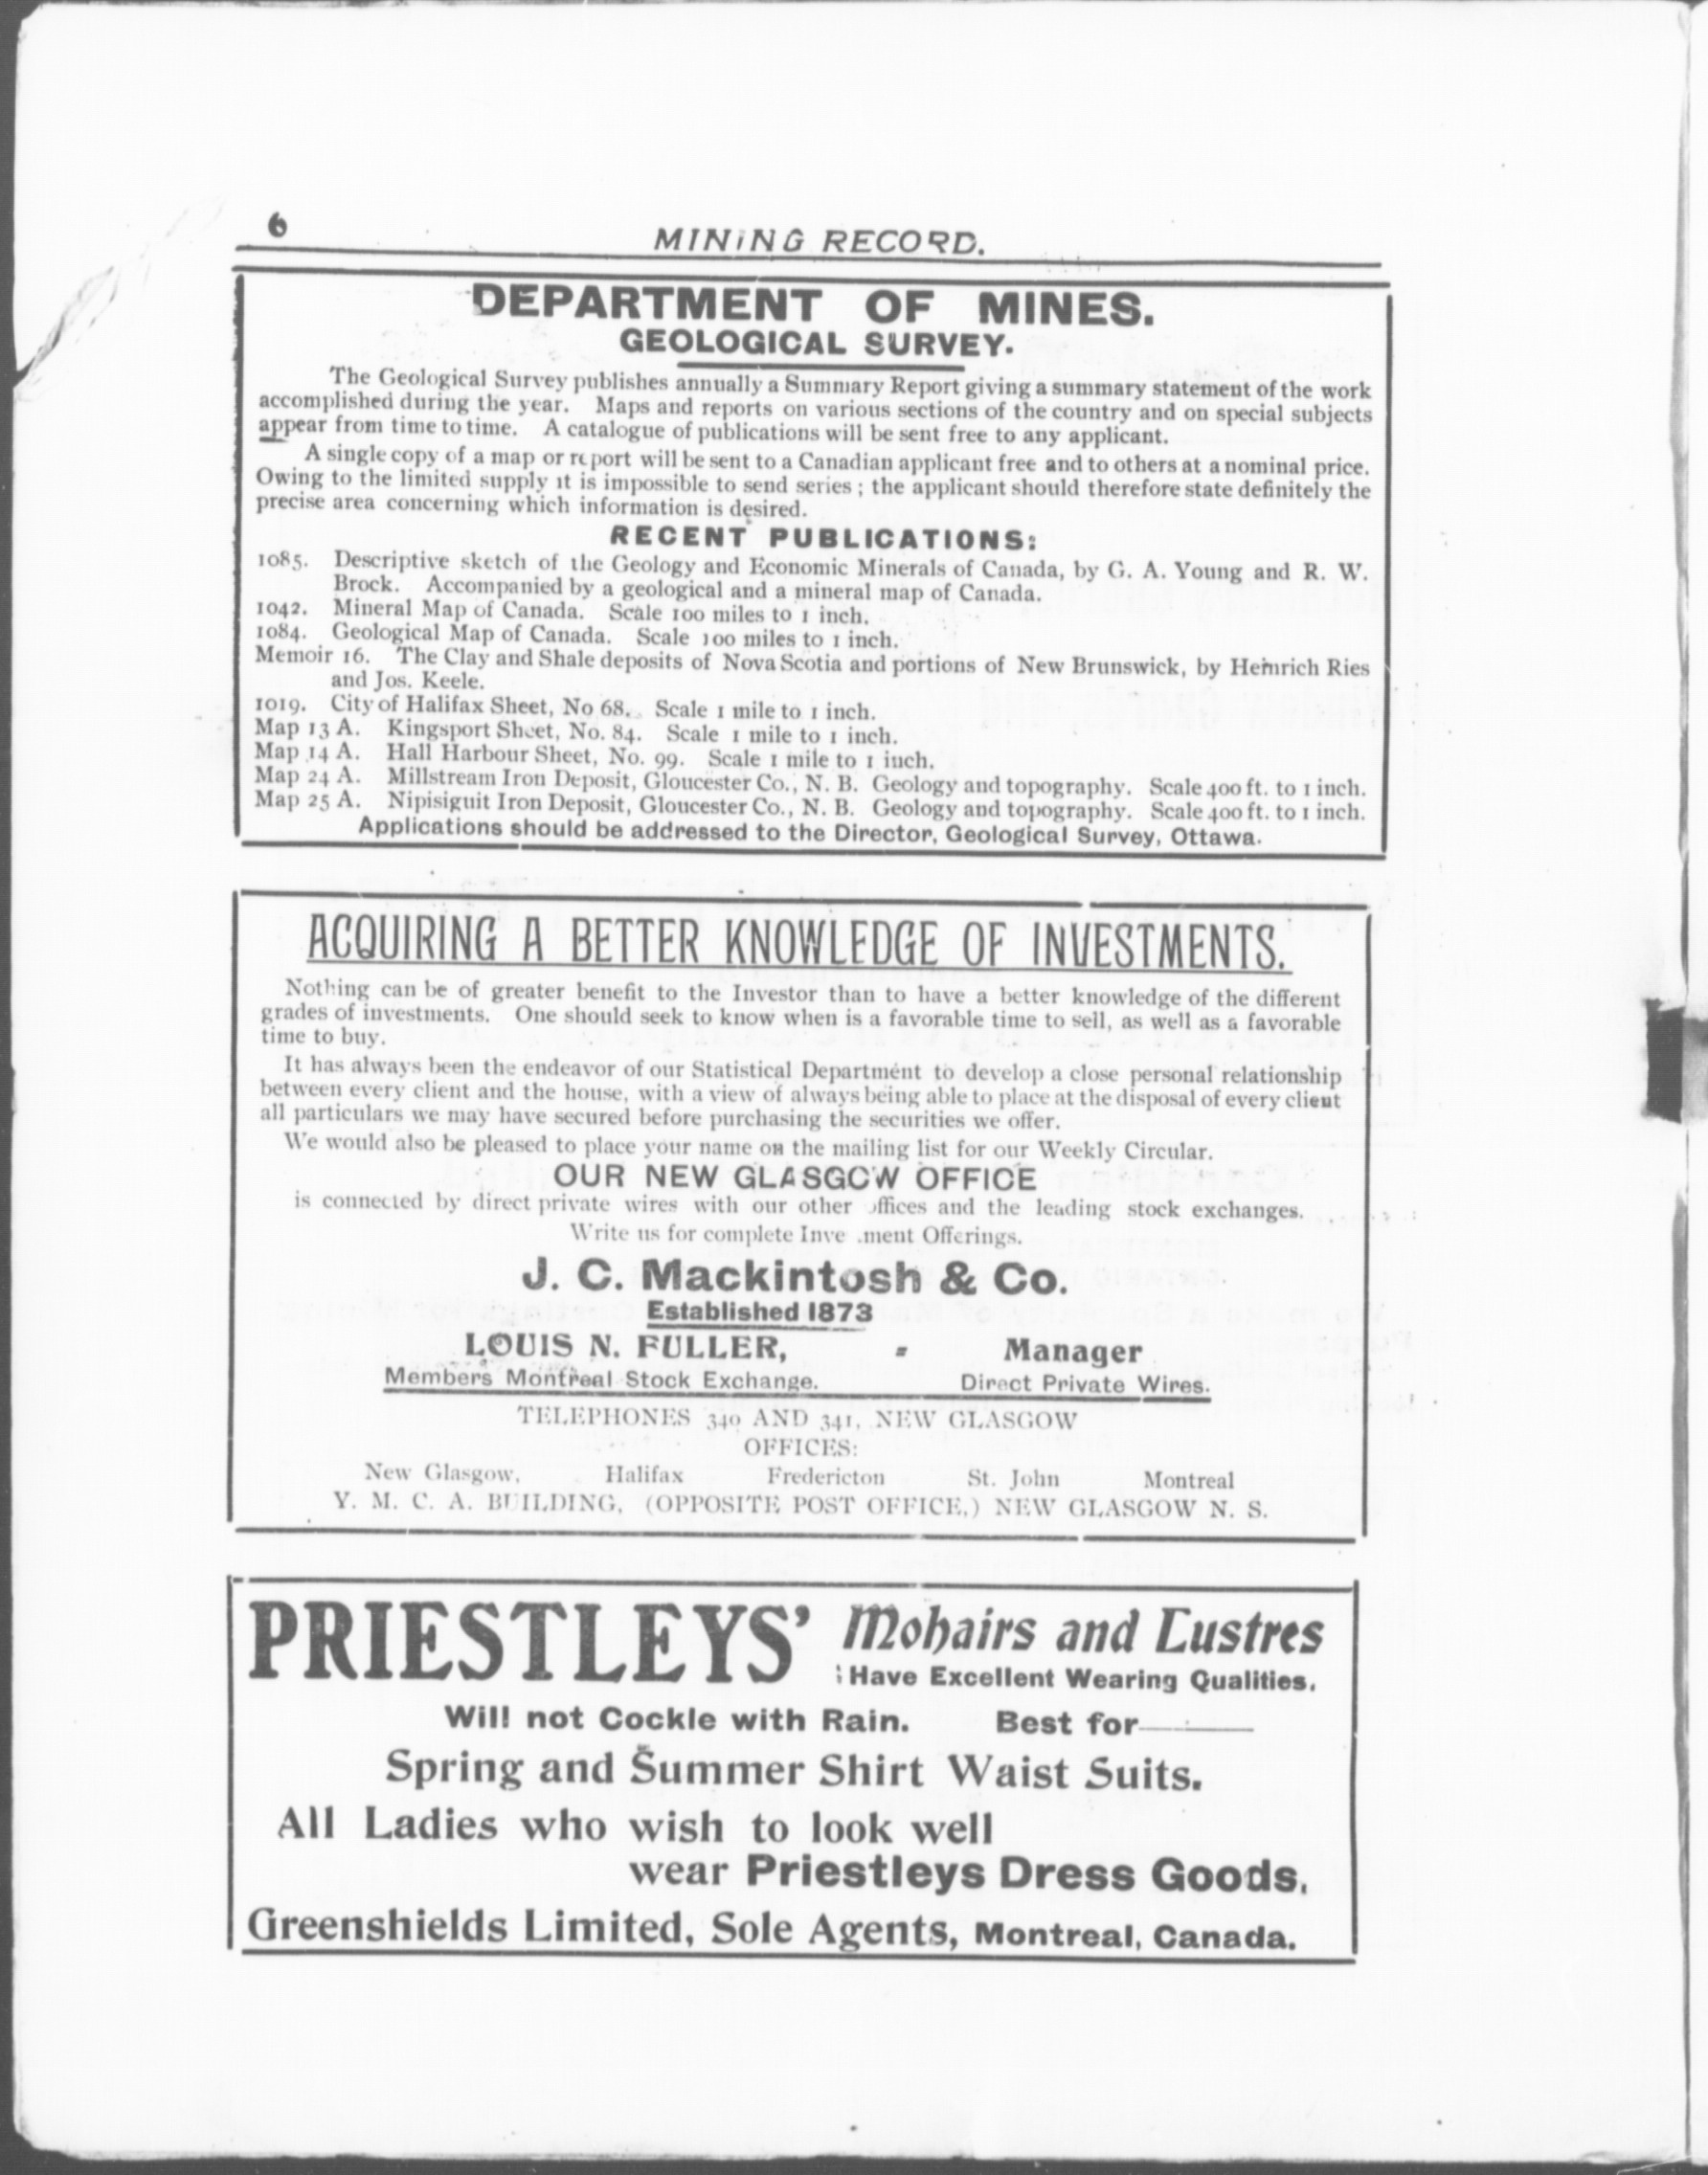 6
MINING RECORD.
DEPARTMENT OF MINES.
GEOLOGICAL SURVEY.
The Geological Survey publishes annually a Summary Report giving a summary statement of the work
accomplished during the year. Maps and reports on various sections of the country and on special subjects
appear from time to time. A catalogue of publications will be sent free to any applicant.
A single copy of a map or report will be sent to a Canadian applicant free and to others at a nominal price.
Owing to the limited supply it is impossible to send series ; the applicant should therefore state definitely the
precise area concerning which information is desired.
RECENT PUBLICATIONS:
1085. Descriptive sketch of the Geology and Economic Minerals of Canada, by G. A. Young and R. W.
Brock. Accompanied by a geological and a mineral map of Canada.
1042. Mineral Map of Canada. Scale 100 miles to 1 inch.
1084. Geological Map of Canada. Scale 100 miles to 1 inch.
Memoir 16. The Clay and Shale deposits of Nova Scotia and portions of New Brunswick, by Heinrich Ries
and Jos. Keele.
1019. City of Halifax Sheet, No 68. Scale 1 mile to 1 inch.
Map 13 A. Kingsport Sheet, No. 84. Scale 1 mile to 1 inch.
Map 14 A. Hall Harbour Sheet, No. 99. Scale 1 mile to 1 inch.
Map 24 A. Millstream Iron Deposit, Gloucester Co., N. B. Geology and topography. Scale 400 ft. to 1 inch.
Map 25 A. Nipisiguit Iron Deposit, Gloucester Co., N. B. Geology and topography. Scale 400 ft. to 1 inch.
Applications should be addressed to the Director, Geological Survey, Ottawa.
ACQUIRING A BETTER KNOWLEDGE OF INVESTMENTS.
Nothing can be of greater benefit to the Investor than to have a better knowledge of the different
grades of investments. One should seek to know when is a favorable time to sell, as well as a favorable
time to buy.
It has always been the endeavor of our Statistical Department to develop a close personal relationship
between every client and the house, with a view of always being able to place at the disposal of every client
all particulars we may have secured before purchasing the securities we offer.
We would also be pleased to place your name on the mailing list for our Weekly Circular.
OUR NEW GLASGOW OFFICE
is connected by direct private wires with our other offices and the leading stock exchanges.
Write us for complete Inve ment Offerings.
J. C. Mackintosh & Co.
Established 1873
LOUIS N. FULLER, - Manager
Members Montreal Stock Exchange. Direct Private Wires.
TELEPHONES 340 AND 341, NEW GLASGOW
OFFICES:
New Glasgow, Halifax Fredericton St. John Montreal
Y. M. C. A. BUILDING, (OPPOSITE POST OFFICE,) NEW GLASGOW N. S.
PRIESTLEYS' Mohairs and Lustres
Have Excellent Wearing Qualities.
Will not Cockle with Rain. Best for
Spring and Summer Shirt Waist Suits.
All Ladies who wish to look well
wear Priestleys Dress Goods.
Greenshields Limited, Sole Agents, Montreal, Canada.